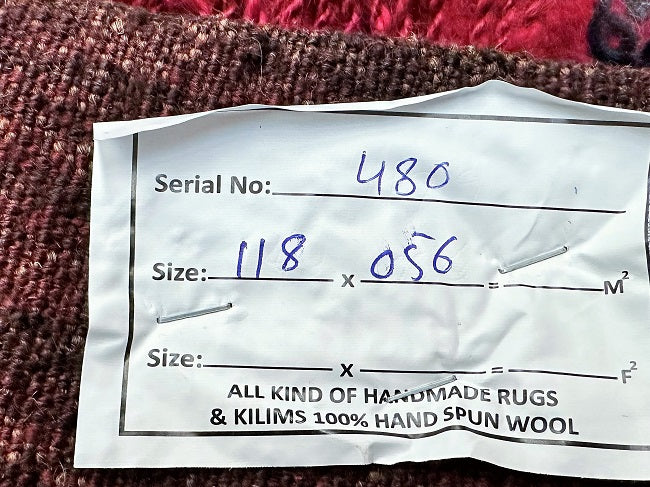 Serial No: 480
Size: 118 x 056 = M²
Size: x = F²
ALL KIND OF HANDMADE RUGS
& KILIMS 100% HAND SPUN WOOL